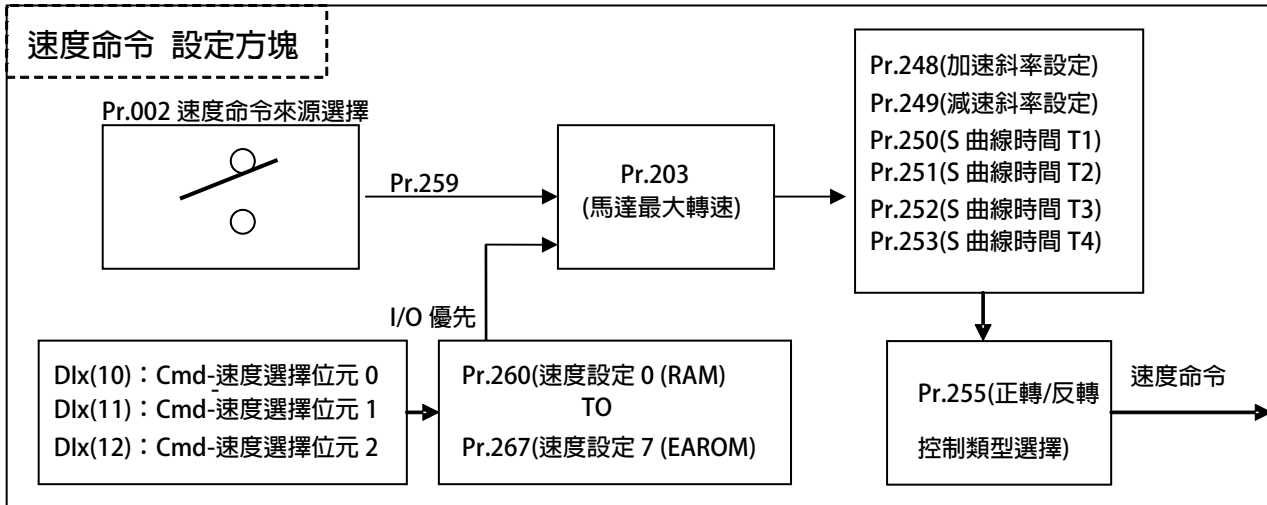 速度命令 設定方塊
Pr.002 速度命令來源選擇
Pr.259
Pr.203
(馬達最大轉速)
Pr.248(加速斜率設定)
Pr.249(減速斜率設定)
Pr.250(S 曲線時間 T1)
Pr.251(S 曲線時間 T2)
Pr.252(S 曲線時間 T3)
Pr.253(S 曲線時間 T4)
I/O 優先
DIx(10):Cmd-速度選擇位元 0
DIx(11):Cmd-速度選擇位元 1
DIx(12):Cmd-速度選擇位元 2
Pr.260(速度設定 0 (RAM)
TO
Pr.267(速度設定 7 (EAROM)
Pr.255(正轉/反轉
控制類型選擇)
速度命令